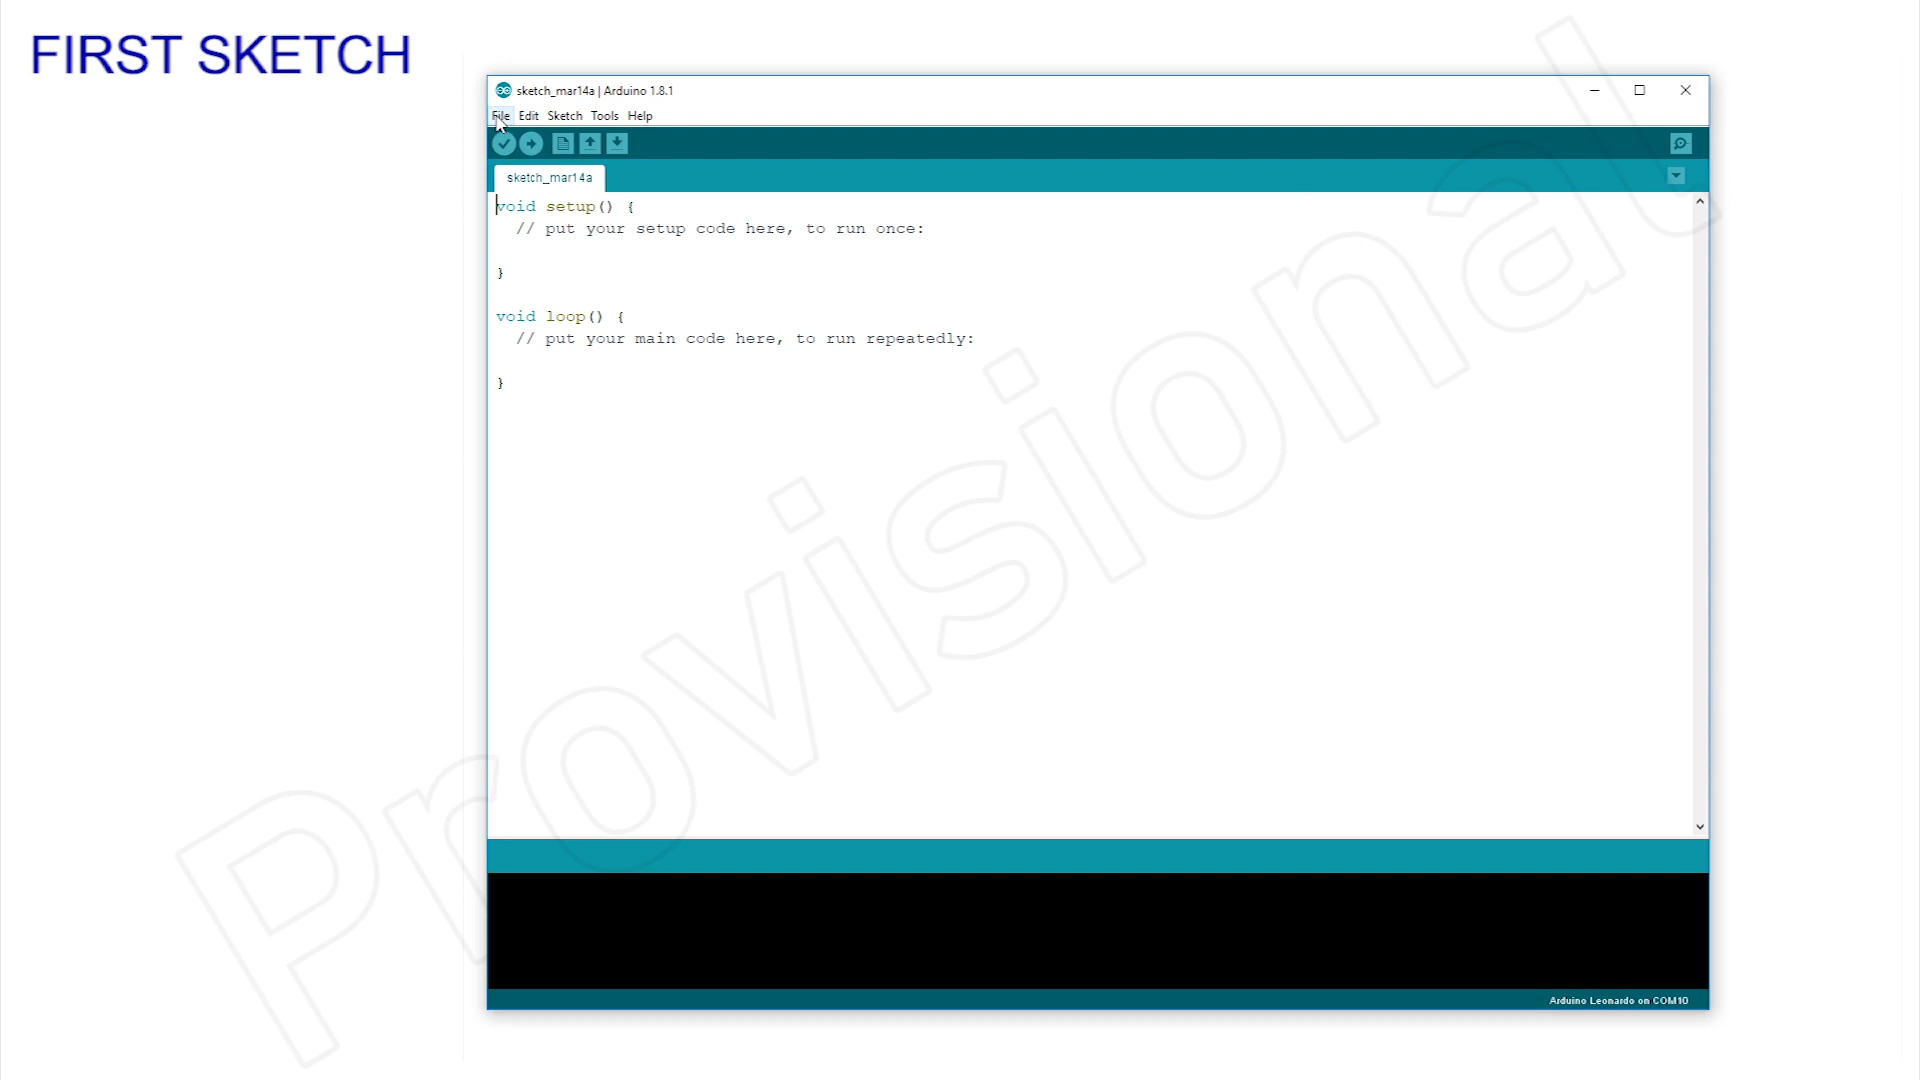 FIRST SKETCH
sketch_mar14a | Arduino 1.8.1
File Edit Sketch Tools Help
sketch_mar14a
void setup() {
// put your setup code here, to run once:
}
void loop() {
// put your main code here, to run repeatedly:
}
Provisional
Arduino Leonardo on COM10